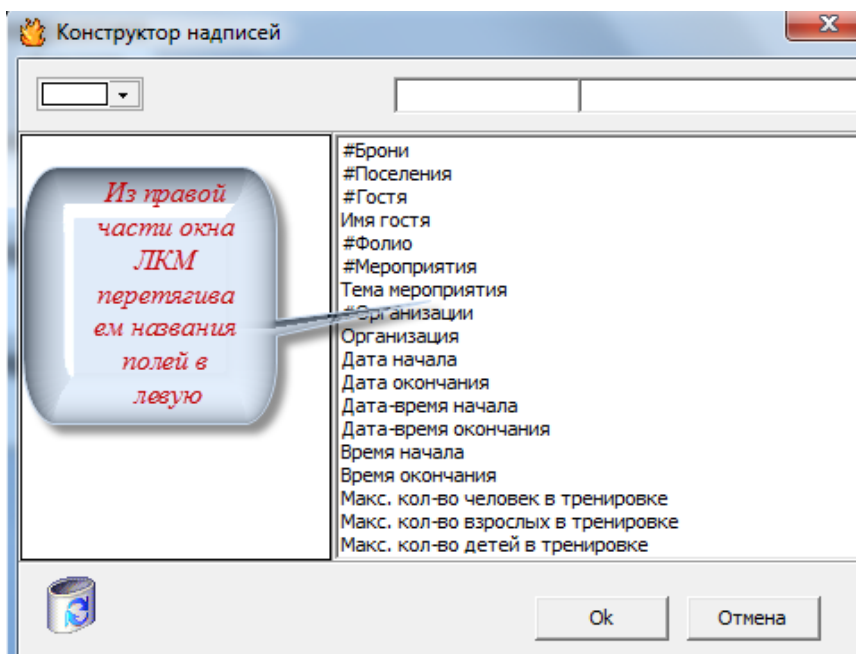 Конструктор надписей
Из правой
части окна
ЛКМ
перетягива
ем названия
полей в
левую
#Брони
#Поселения
#Гостя
Имя гостя
#Фолио
#Мероприятия
Тема мероприятия
#Организации
Организация
Дата начала
Дата окончания
Дата-время начала
Дата-время окончания
Время начала
Время окончания
Макс. кол-во человек в тренировке
Макс. кол-во взрослых в тренировке
Макс. кол-во детей в тренировке
Ok
Отмена